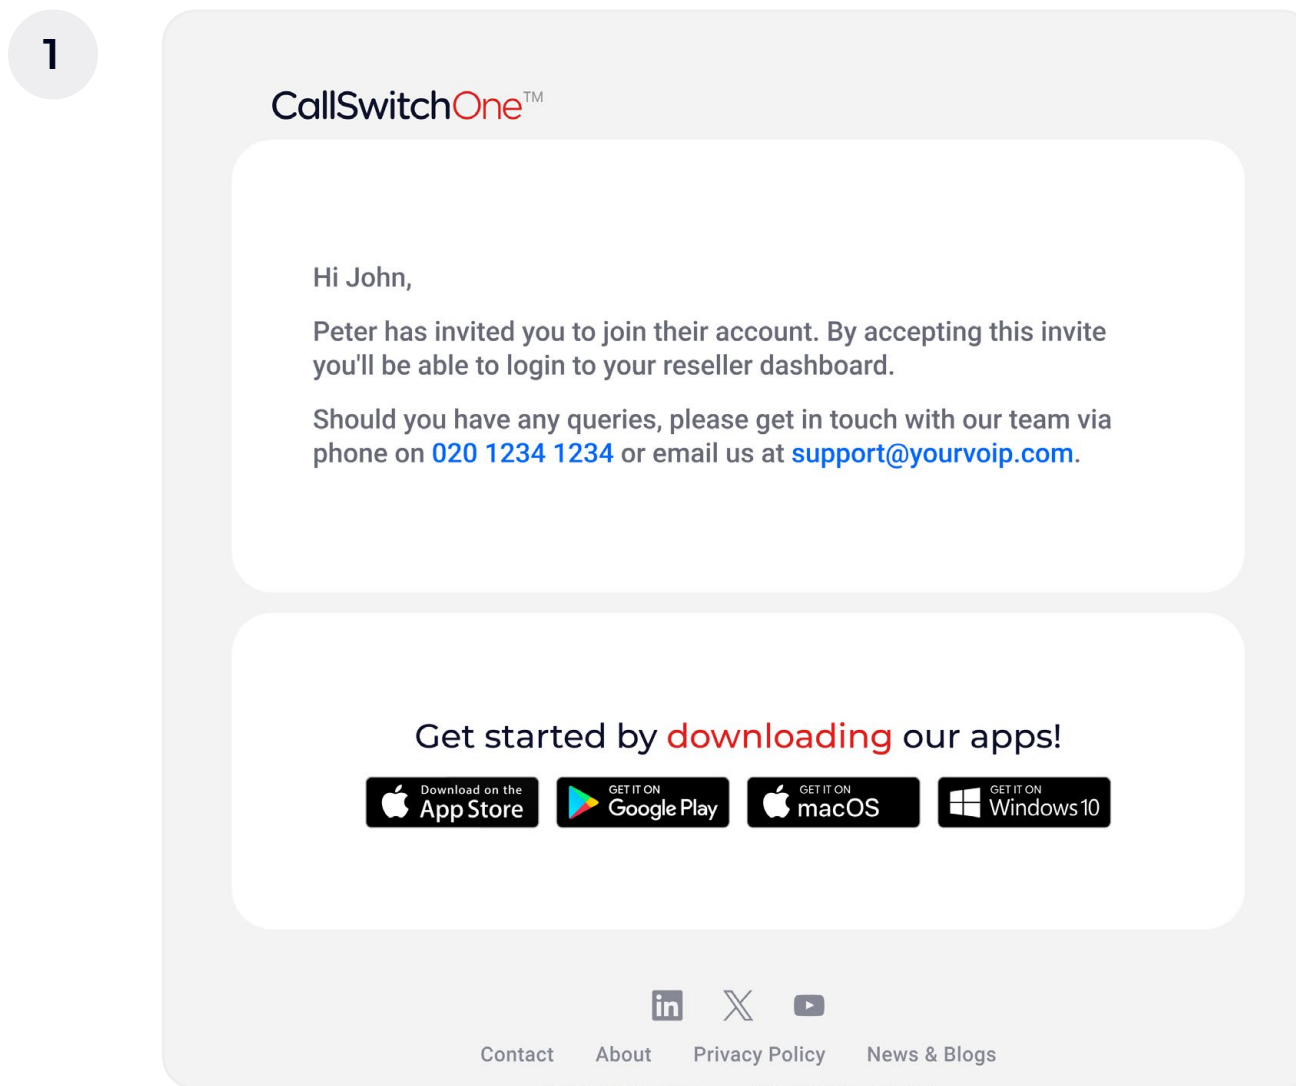 1
CallSwitchOne™
Hi John,
Peter has invited you to join their account. By accepting this invite
you'll be able to login to your reseller dashboard.
Should you have any queries, please get in touch with our team via
phone on 020 1234 1234 or email us at support@yourvoip.com.
Get started by downloading our apps!
Download on the
App Store
GET IT ON
Google Play
GET IT ON
macOS
GET IT ON
Windows 10
in
Contact About Privacy Policy News & Blogs